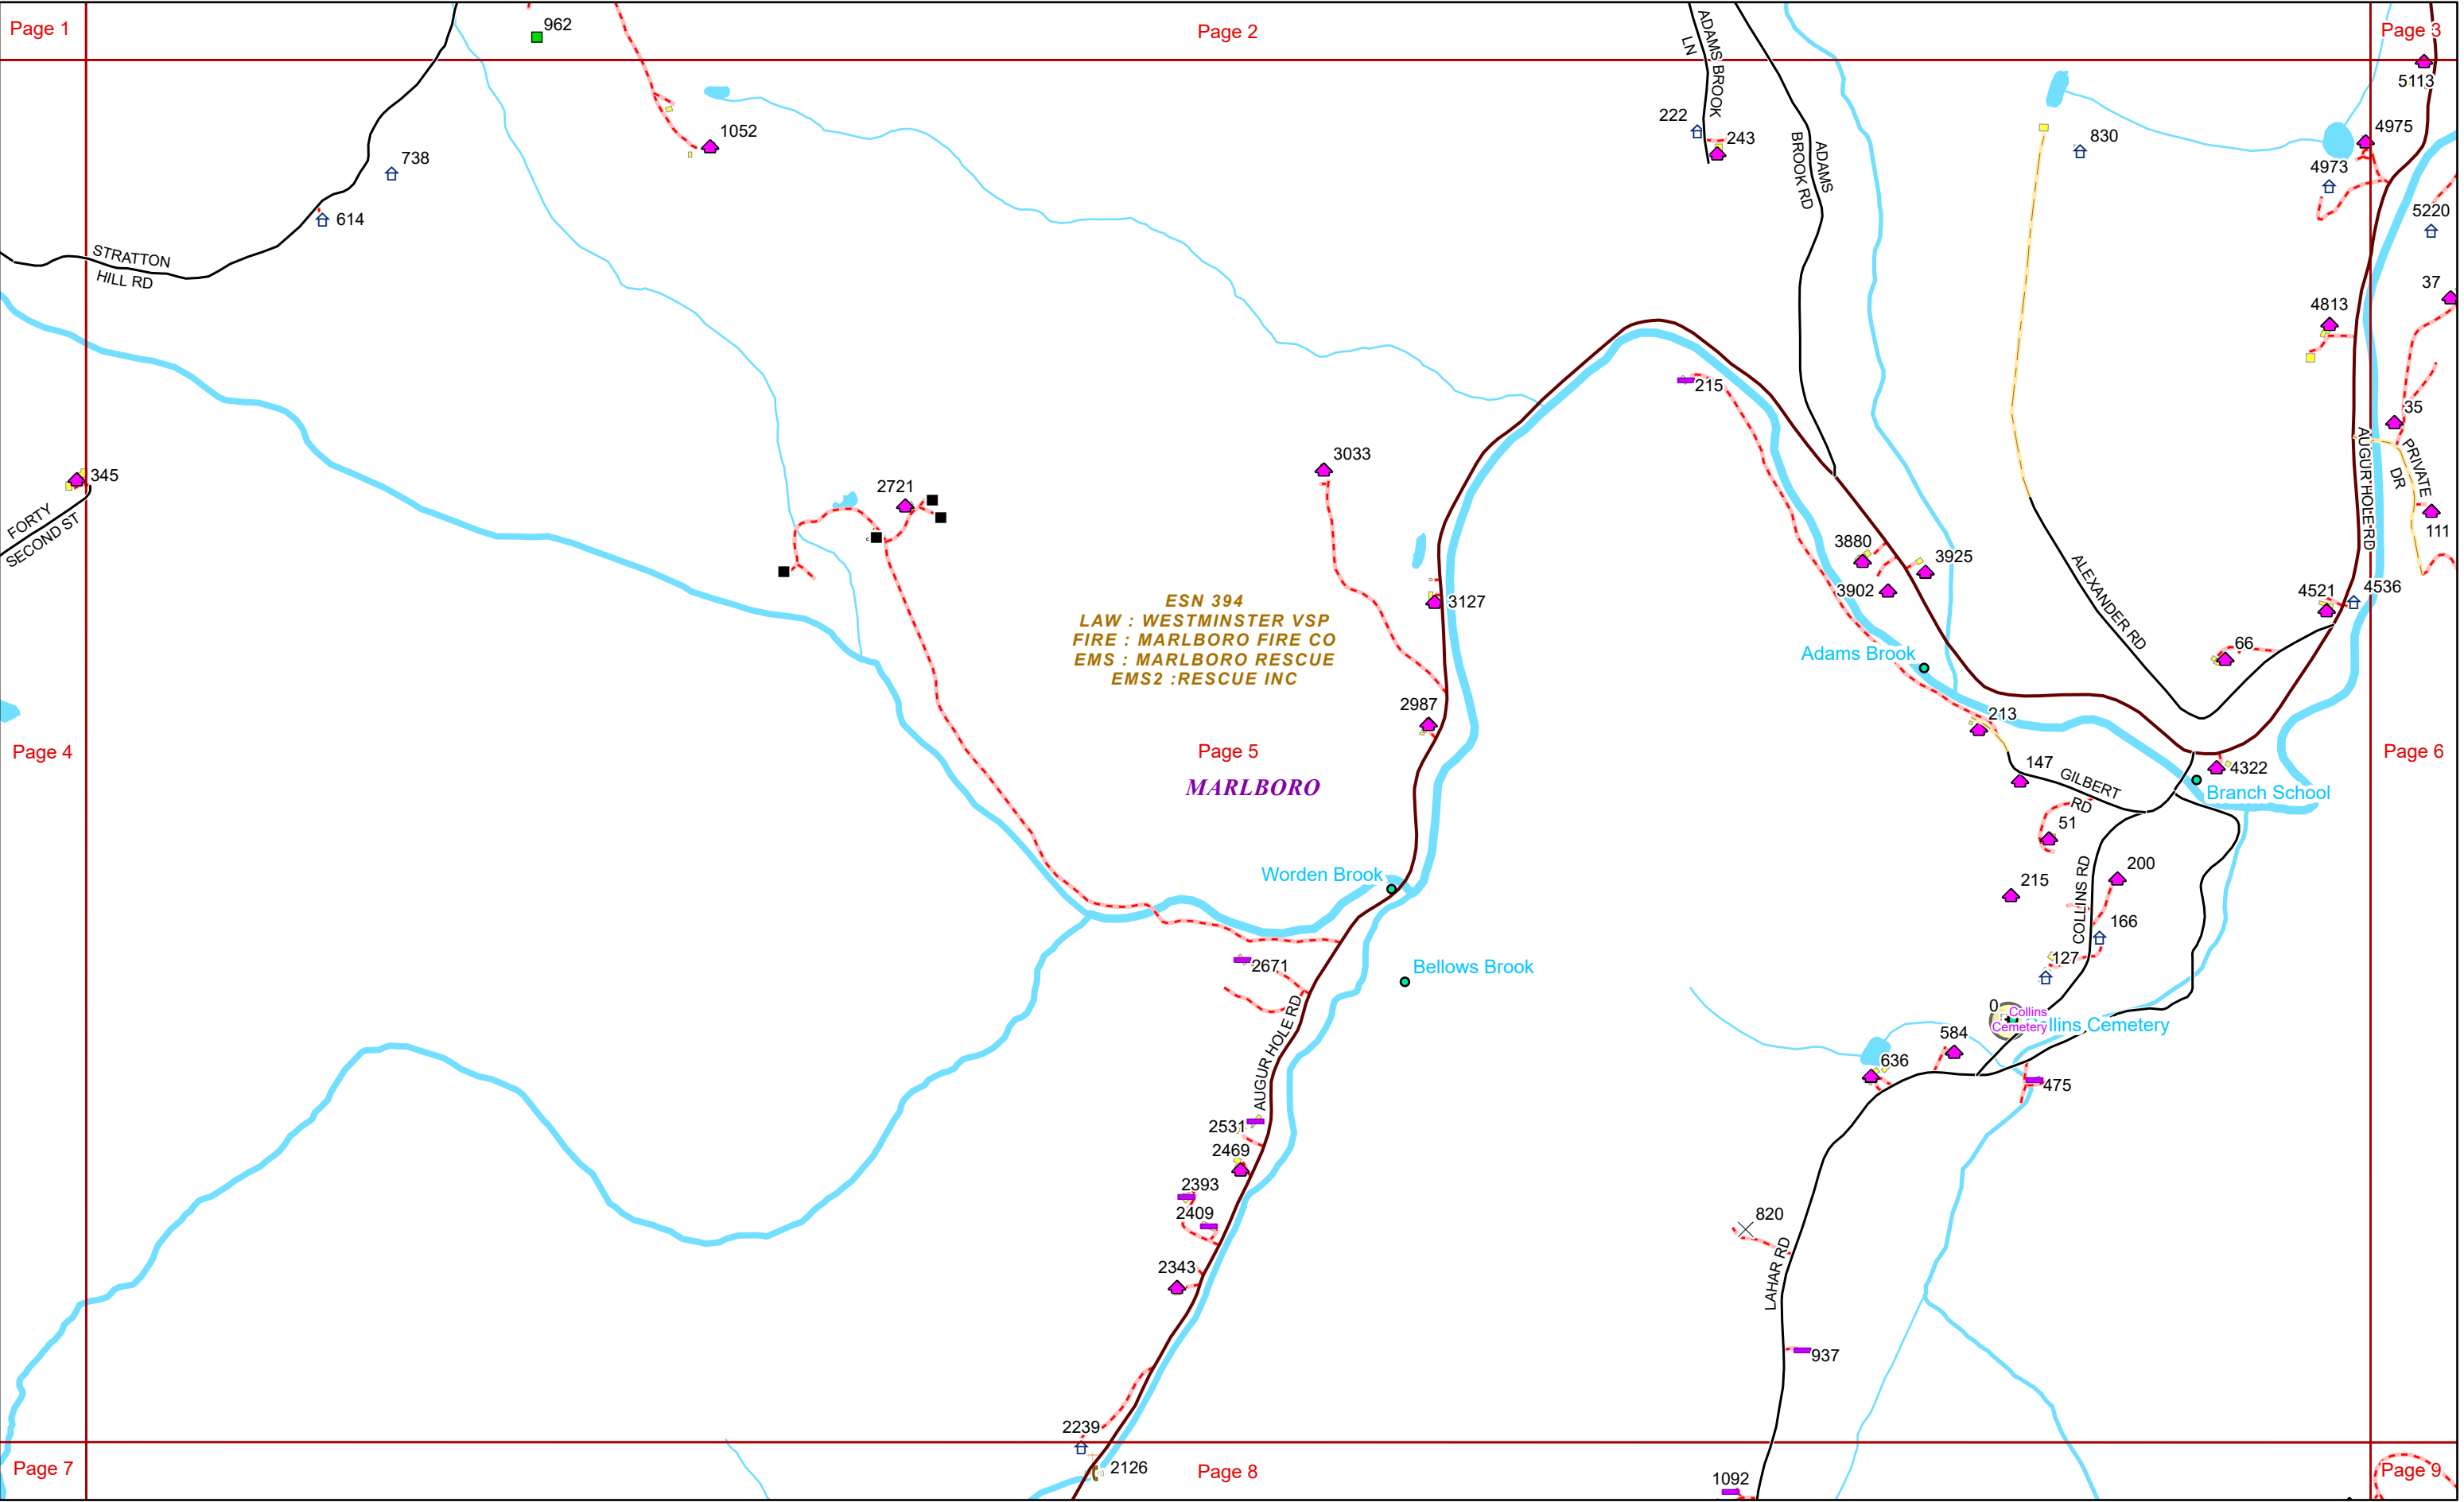 Page 1
962
Page 2
ADAMS BROOK
LN
Page 3
5113
1052
222
243
738
614
ADAMS
BROOK RD
830
4975
4973
5220
STRATTON
HILL RD
37
4813
215
35
PRIVATE
DR
AUGUR HOLE RD
345
FORTY
SECOND ST
2721
3033
111
3880
3925
3902
ALEXANDER RD
4521
4536
ESN 394
LAW : WESTMINSTER VSP
FIRE : MARLBORO FIRE CO
EMS : MARLBORO RESCUE
EMS2 :RESCUE INC
3127
Adams Brook
66
2987
213
Page 4
Page 5
MARLBORO
Page 6
147
GILBERT
RD
4322
Branch School
51
Worden Brook
215
COLLINS RD
200
166
127
2671
Bellows Brook
0
Collins
Cemetery
llins Cemetery
AUGUR HOLE RD
584
636
475
2531
2469
2393
2409
820
2343
LAHAR RD
937
2239
2126
Page 7
Page 8
1092
Page 9